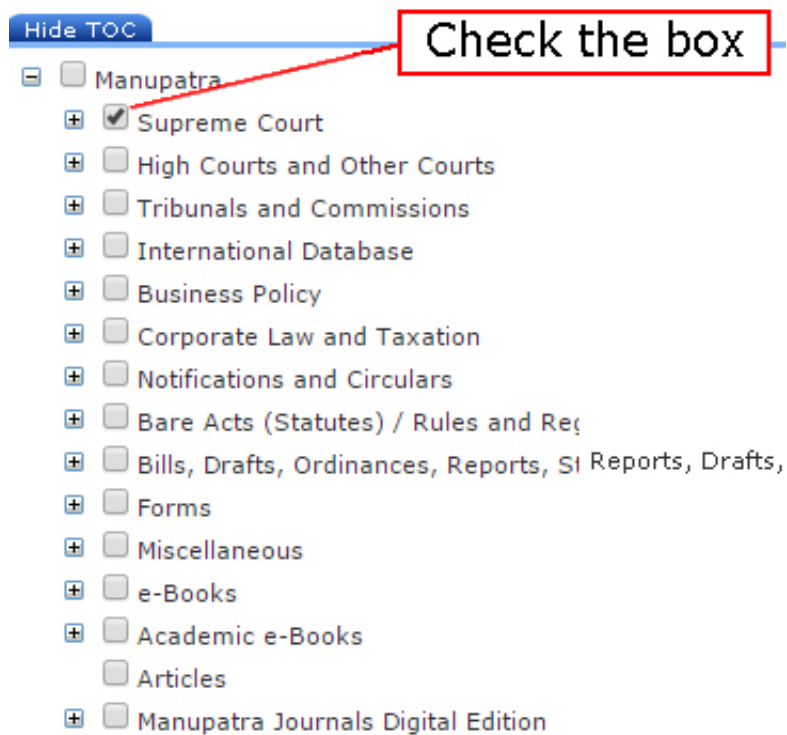 Hide TOC
Check the box
Manupatra
Supreme Court
High Courts and Other Courts
Tribunals and Commissions
International Database
Business Policy
Corporate Law and Taxation
Notifications and Circulars
Bare Acts (Statutes) / Rules and
Bills, Drafts, Ordinances, Reports, Reports, Drafts,
Forms
Miscellaneous
e-Books
Academic e-Books
Articles
Manupatra Journals Digital Edition